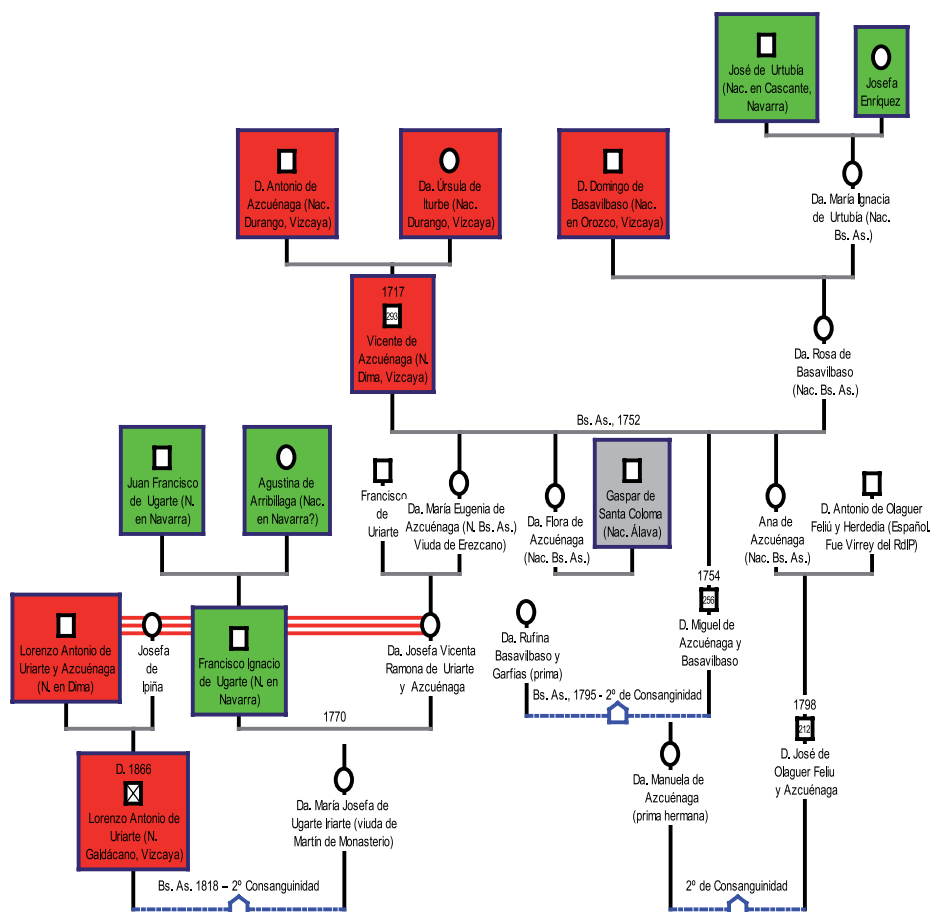 José de Urtubía
(Nac. en Cascante,
Navarra)
Josefa
Enríquez
D. Antonio de
Azcuénaga (Nac.
Durango, Vizcaya)
Da. Úrsula de
Iturbe (Nac.
Durango, Vizcaya)
D. Domingo de
Basavilbaso (Nac.
en Orozco, Vizcaya)
Da. María Ignacia
de Urtubía (Nac.
Bs. As.)
1717
293
Vicente de
Azcuénaga (N.
Dima, Vizcaya)
Da. Rosa de
Basavilbaso
(Nac. Bs. As.)
Bs. As., 1752
Juan Francisco
de Ugarte (N.
en Navarra)
Agustina de
Arribillaga (Nac.
en Navarra?)
Francisco
de
Uriarte
Da. María Eugenia de
Azcuénaga (N. Bs. As.)
Viuda de Erezcano)
Da. Flora de
Azcuénaga
(Nac. Bs. As.)
Gaspar de
Santa Coloma
(Nac. Álava)
Ana de
Azcuénaga
(Nac. Bs. As.)
D. Antonio de Olaguer
Feliú y Herdedia (Español.
Fue Virrey del RdlP)
1754
256
D. Miguel de
Azcuénaga y
Basavilbaso
Lorenzo Antonio de
Uriarte y Azcuénaga
(N. en Dima)
Josefa
de
Ipiña
Francisco Ignacio
de Ugarte (N. en
Navarra)
Da. Josefa Vicenta
Ramona de Uriarte
y Azcuénaga
Da. Rufina
Basavilbaso y
Garfias (prima)
1770
Bs. As., 1795 - 2º de Consanginidad
1798
212
D. José de
Olaguer Feliu
y Azcuénaga
D. 1866
Lorenzo Antonio de
Uriarte (N.
Galdácano, Vizcaya)
Da. María Josefa de
Ugarte Iriarte (viuda de
Martín de Monasterio)
Da. Manuela de
Azcuénaga
(prima hermana)
Bs. As. 1818 – 2º Consanguinidad
2º de Consanguinidad